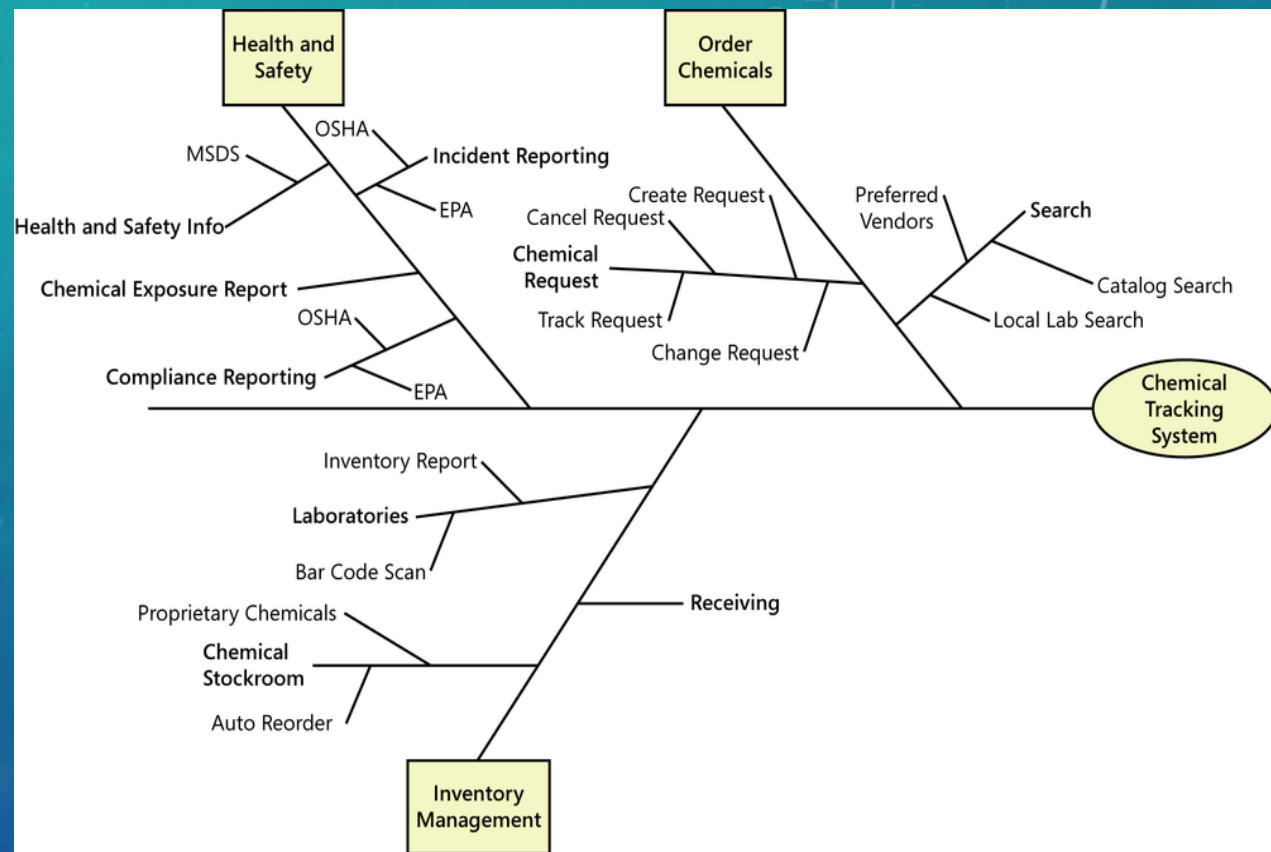 Health and
Safety
Order
Chemicals
OSHA
MSDS
Incident Reporting
EPA
Health and Safety Info
Chemical Exposure Report
OSHA
Compliance Reporting
EPA
Create Request
Cancel Request
Chemical
Request
Track Request
Change Request
Preferred
Vendors
Search
Catalog Search
Local Lab Search
Chemical
Tracking
System
Inventory Report
Laboratories
Bar Code Scan
Proprietary Chemicals
Chemical
Stockroom
Auto Reorder
Receiving
Inventory
Management